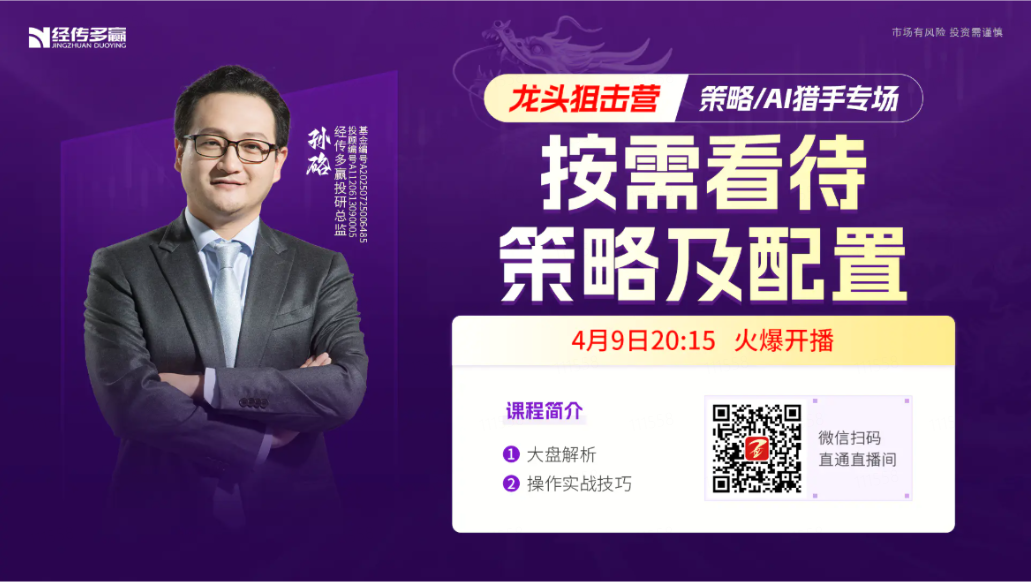 经传多赢
JINGZHUAN DUOYING
市场有风险 投资需谨慎
龙头狙击营
策略/AI猎手专场
按需看待
策略及配置
孙硌
经传多赢投研总监
投顾编号A1120613090005
基会编号A20250725006485
4月9日20:15 火爆开播
课程简介
1 大盘解析
2 操作实战技巧
微信扫码
直通直播间